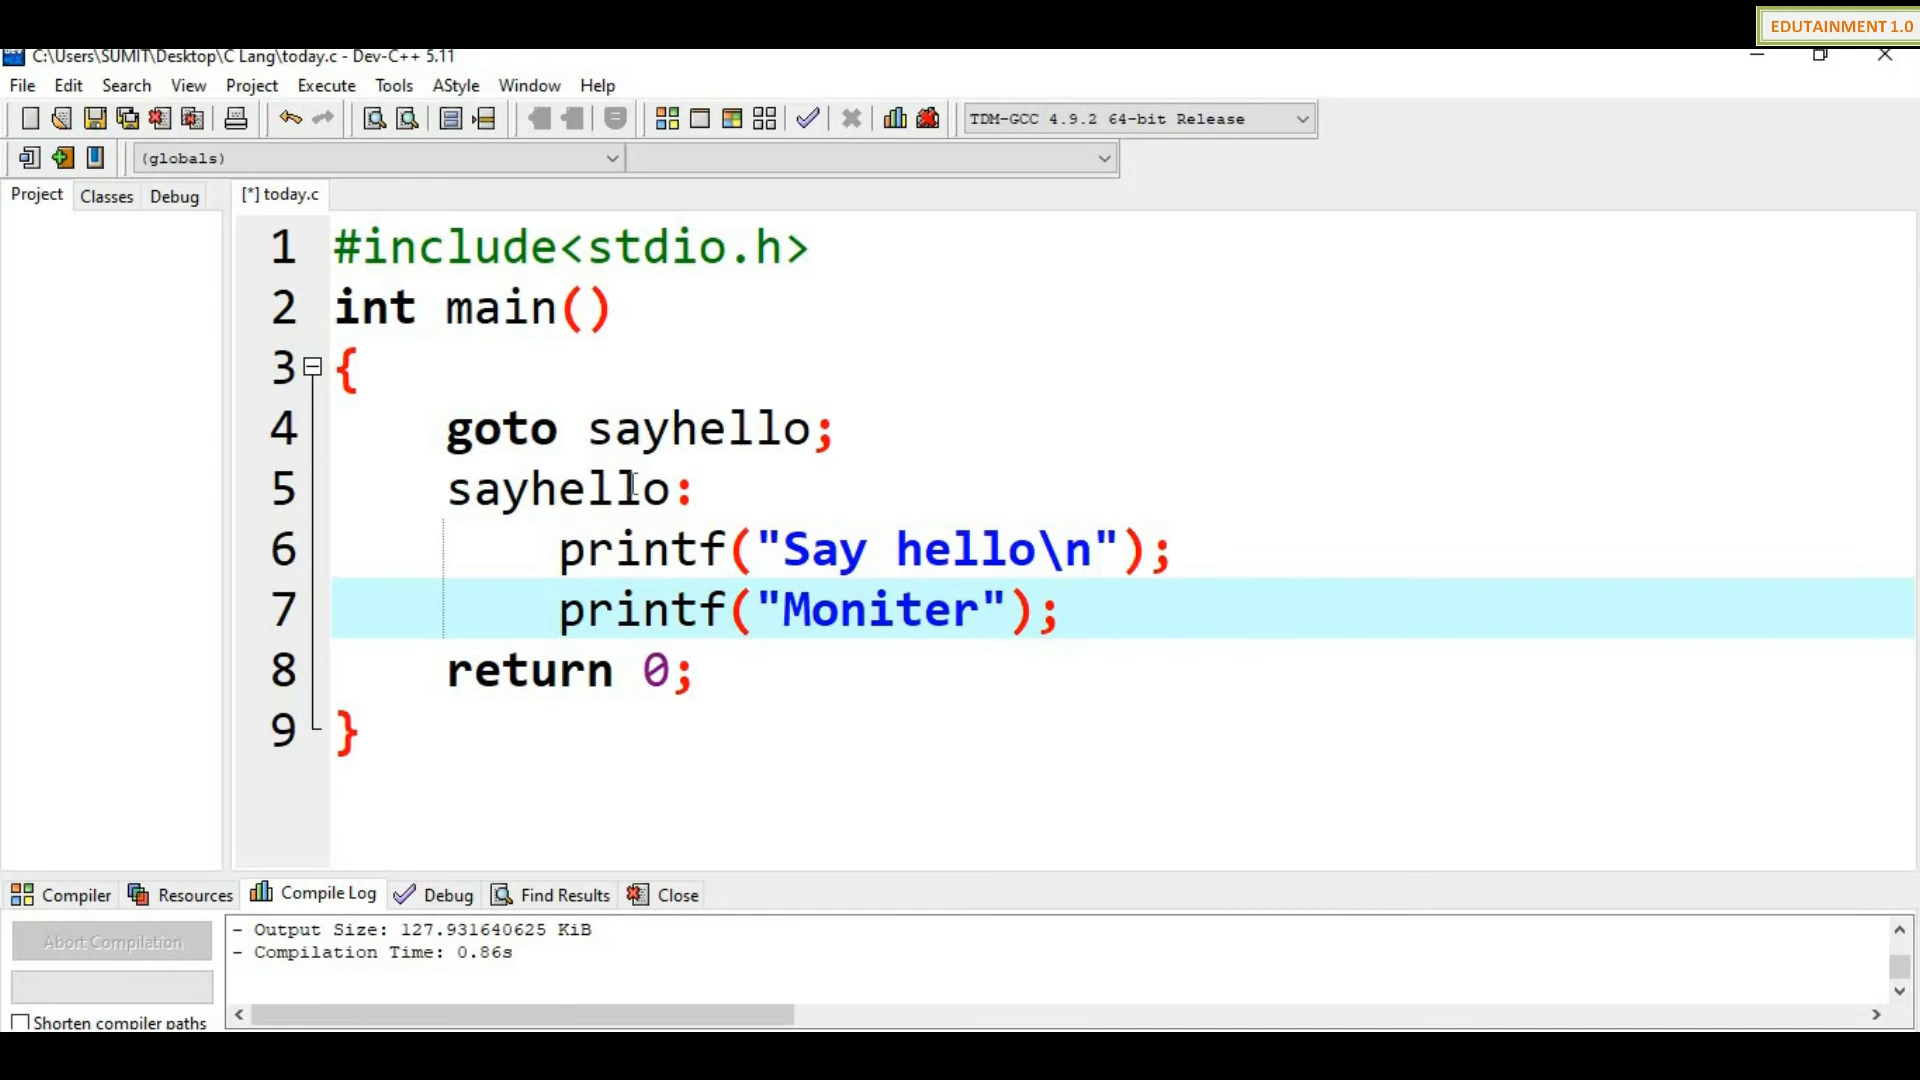 EDUTAINMENT 1.0
C:\Users\SUMIT\Desktop\C Lang\today.c - Dev-C++ 5.11
File Edit Search View Project Execute Tools AStyle Window Help
TDM-GCC 4.9.2 64-bit Release
(globals)
Project Classes Debug [*] today.c
1 #include<stdio.h>
2 int main()
3 {
4 goto sayhello;
5 sayhello:
6 printf("Say hello\n");
7 printf("Moniter");
8 return 0;
9 }
Compiler Resources Compile Log Debug Find Results Close
Abort Compilation
- Output Size: 127.931640625 KiB
- Compilation Time: 0.86s
Shorten compiler paths